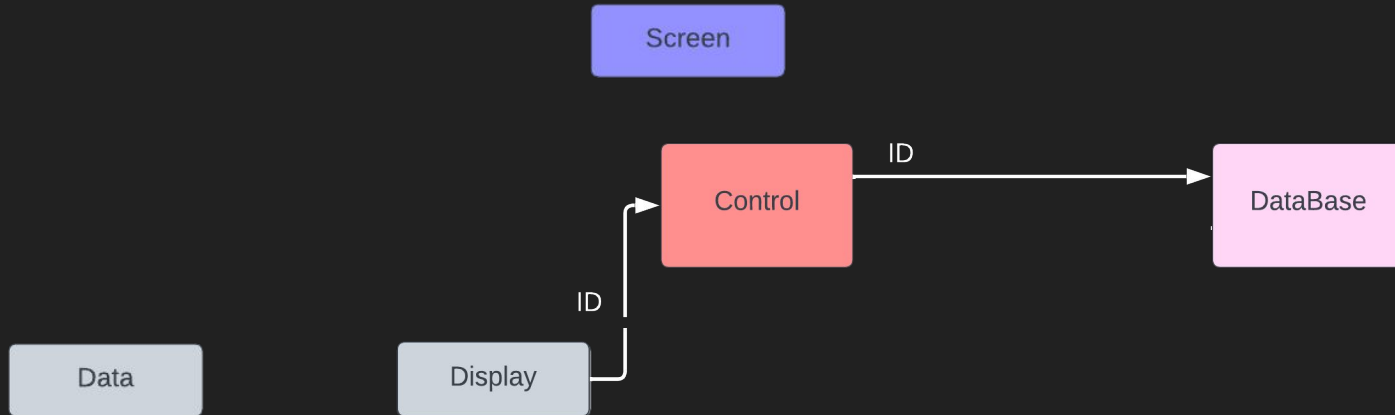 Screen
ID
Control
DataBase
ID
Data
Display